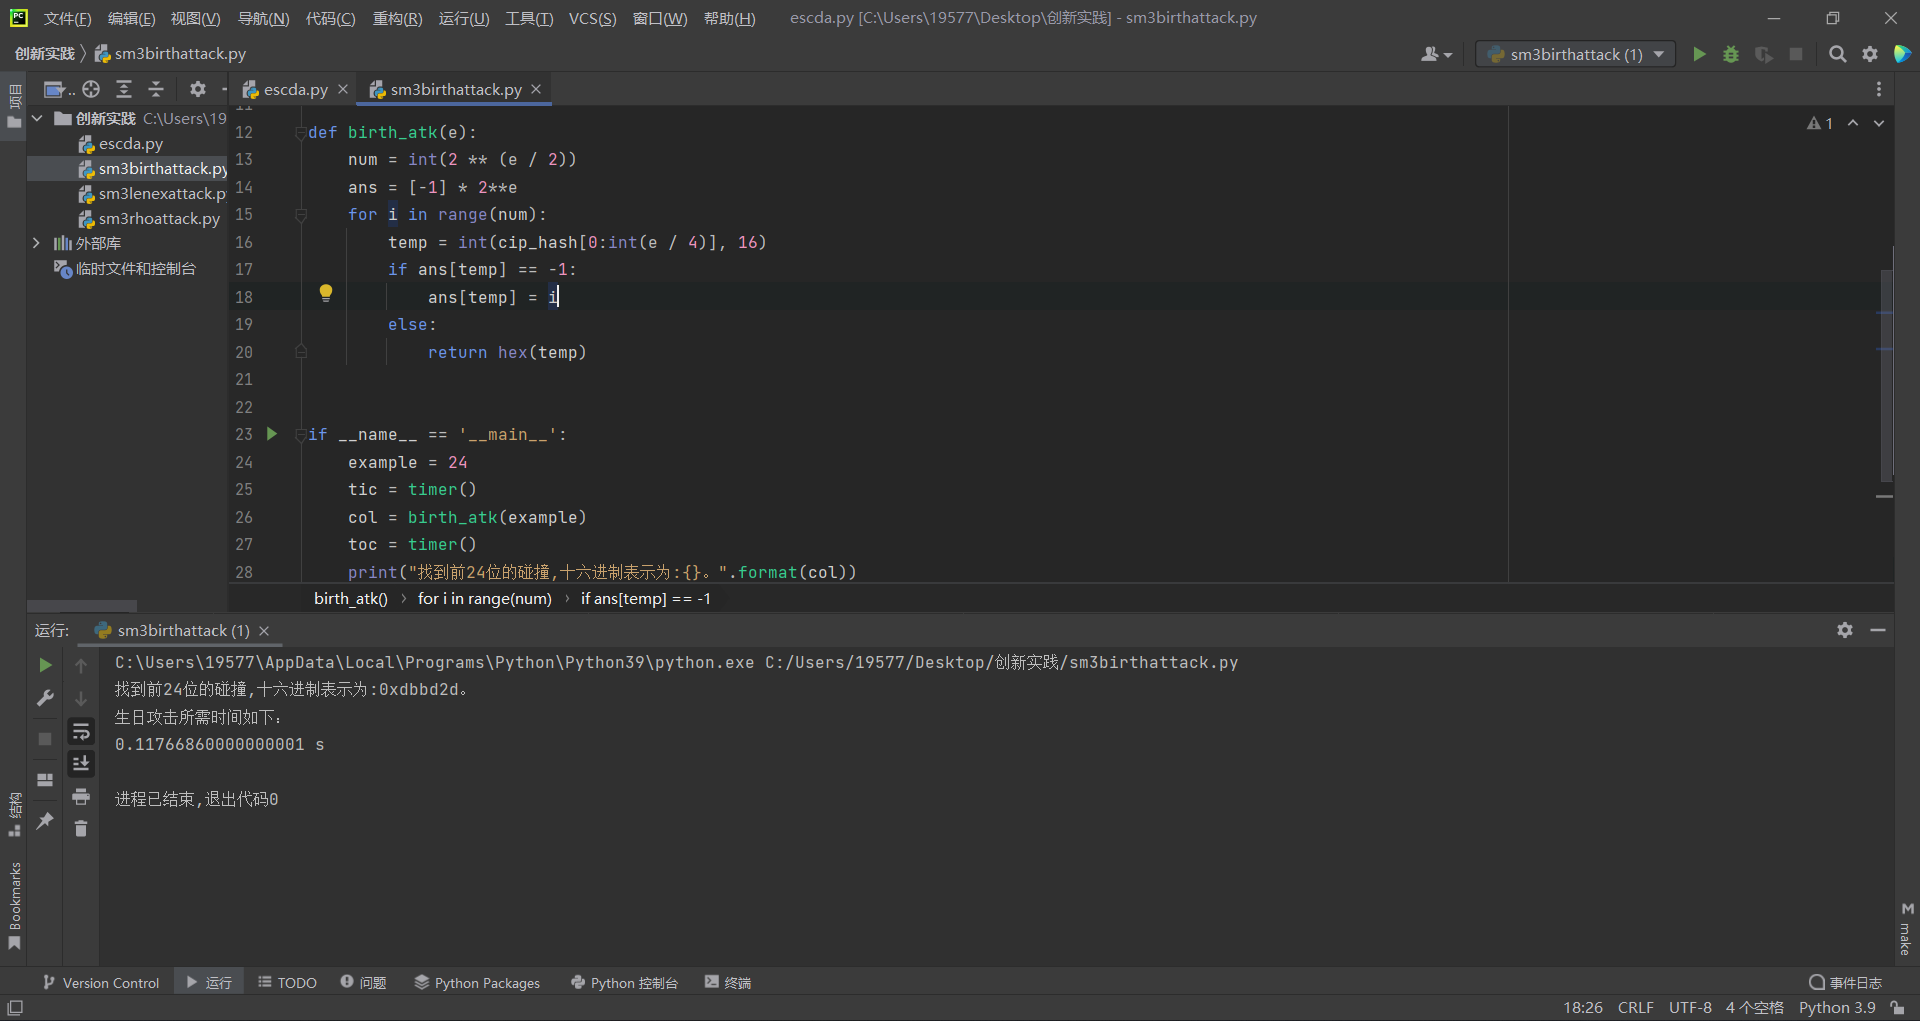 文件(F) 编辑(E) 视图(V) 导航(N) 代码(C) 重构(R) 运行(U) 工具(T) VCS(S) 窗口(W) 帮助(H) escda.py [C:\Users\19577\Desktop\创新实践] - sm3birthattack.py
创新实践 sm3birthattack.py sm3birthattack (1)
项目
escda.py sm3birthattack.py
创新实践 C:\Users\19
escda.py
sm3birthattack.py
sm3lenexattack.p
sm3rhoattack.py
外部库
临时文件和控制台
11
12 def birth_atk(e):
13 num = int(2 ** (e / 2))
14 ans = [-1] * 2**e
15 for i in range(num):
16 temp = int(cip_hash[0:int(e / 4)], 16)
17 if ans[temp] == -1:
18 ans[temp] = i
19 else:
20 return hex(temp)
21
22
23 if __name__ == '__main__':
24 example = 24
25 tic = timer()
26 col = birth_atk(example)
27 toc = timer()
28 print("找到前24位的碰撞,十六进制表示为:{}。".format(col))
1
birth_atk() for i in range(num) if ans[temp] == -1
运行: sm3birthattack (1)
C:\Users\19577\AppData\Local\Programs\Python\Python39\python.exe C:/Users/19577/Desktop/创新实践/sm3birthattack.py
找到前24位的碰撞,十六进制表示为:0xdbbd2d。
生日攻击所需时间如下:
0.11766860000000001 s
进程已结束,退出代码0
结构
Bookmarks
make
Version Control 运行 TODO 问题 Python Packages Python 控制台 终端 事件日志
18:26 CRLF UTF-8 4 个空格 Python 3.9